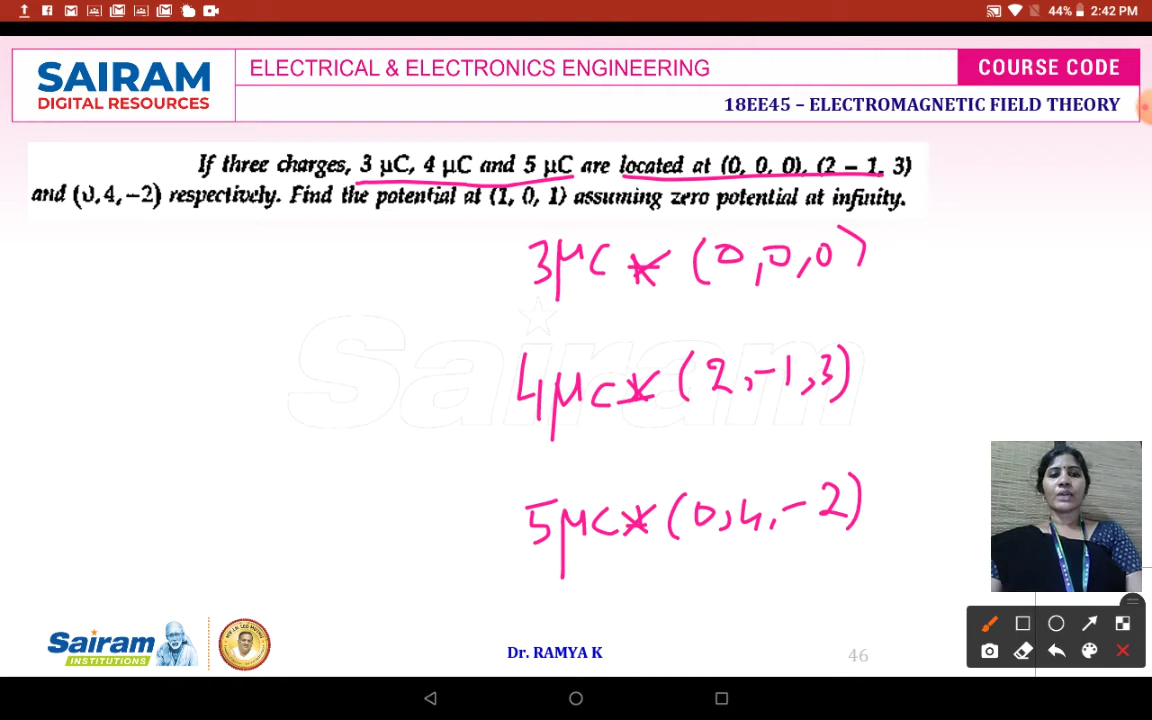 44% 2:42 PM
SAIRAM
DIGITAL RESOURCES
ELECTRICAL & ELECTRONICS ENGINEERING
COURSE CODE
18EE45 – ELECTROMAGNETIC FIELD THEORY
If three charges, 3 μC, 4 μC and 5 μC are located at (0, 0, 0), (2 – 1, 3)
and (0, 4, –2) respectively. Find the potential at (1, 0, 1) assuming zero potential at infinity.
3μc (0,0,0)
Sairam
4μc (2,-1,3)
5μc (0,4,-2)
Sairam
INSTITUTIONS
Dr. RAMYA K
46